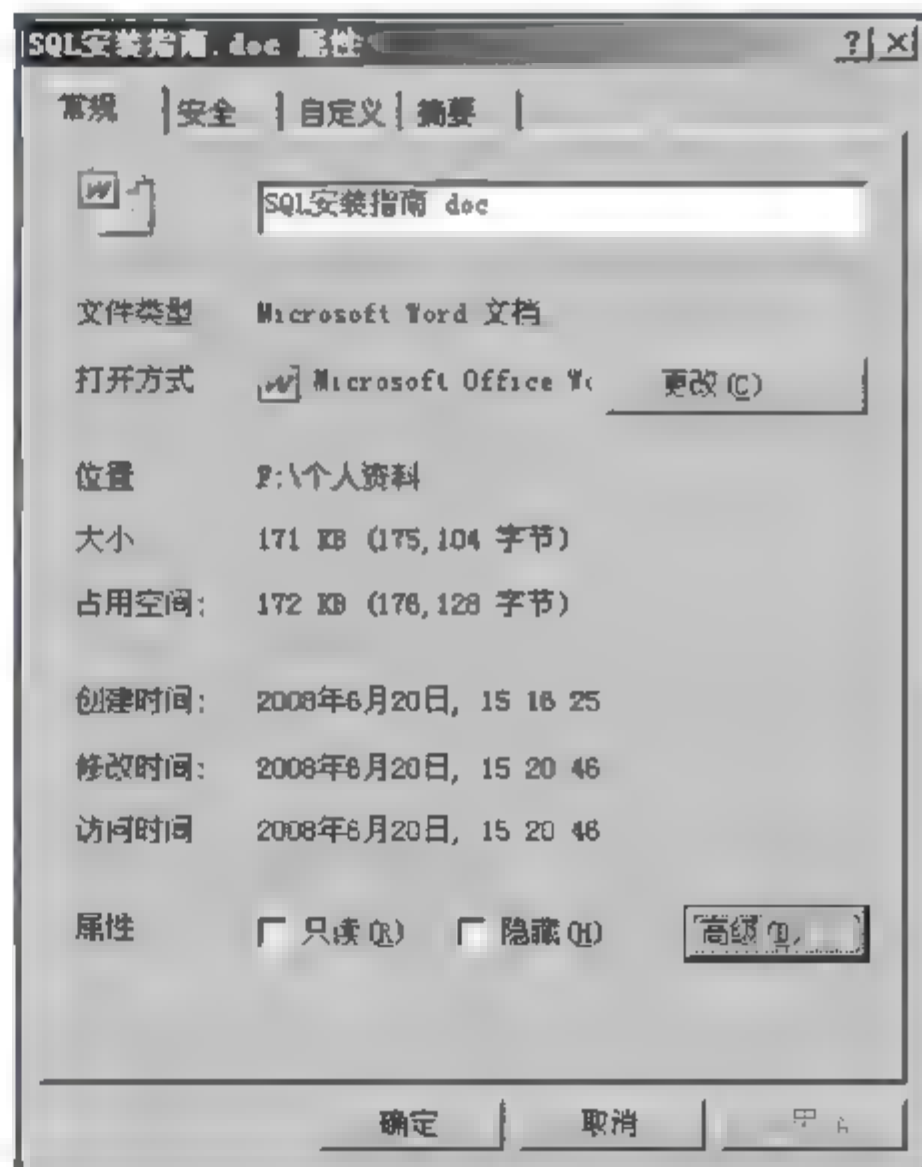 SQL安装指南.doc 属性
常规 安全 自定义 摘要
SQL安装指南 doc
文件类型 Microsoft Word 文档
打开方式 Microsoft Office 更改(C)
位置 F:\个人资料
大小 171 KB (175,104 字节)
占用空间: 172 KB (176,128 字节)
创建时间: 2008年6月20日, 15 16 25
修改时间: 2008年6月20日, 15 20 46
访问时间 2008年6月20日, 15 20 46
属性 只读(R) 隐藏(H) 高级
确定 取消